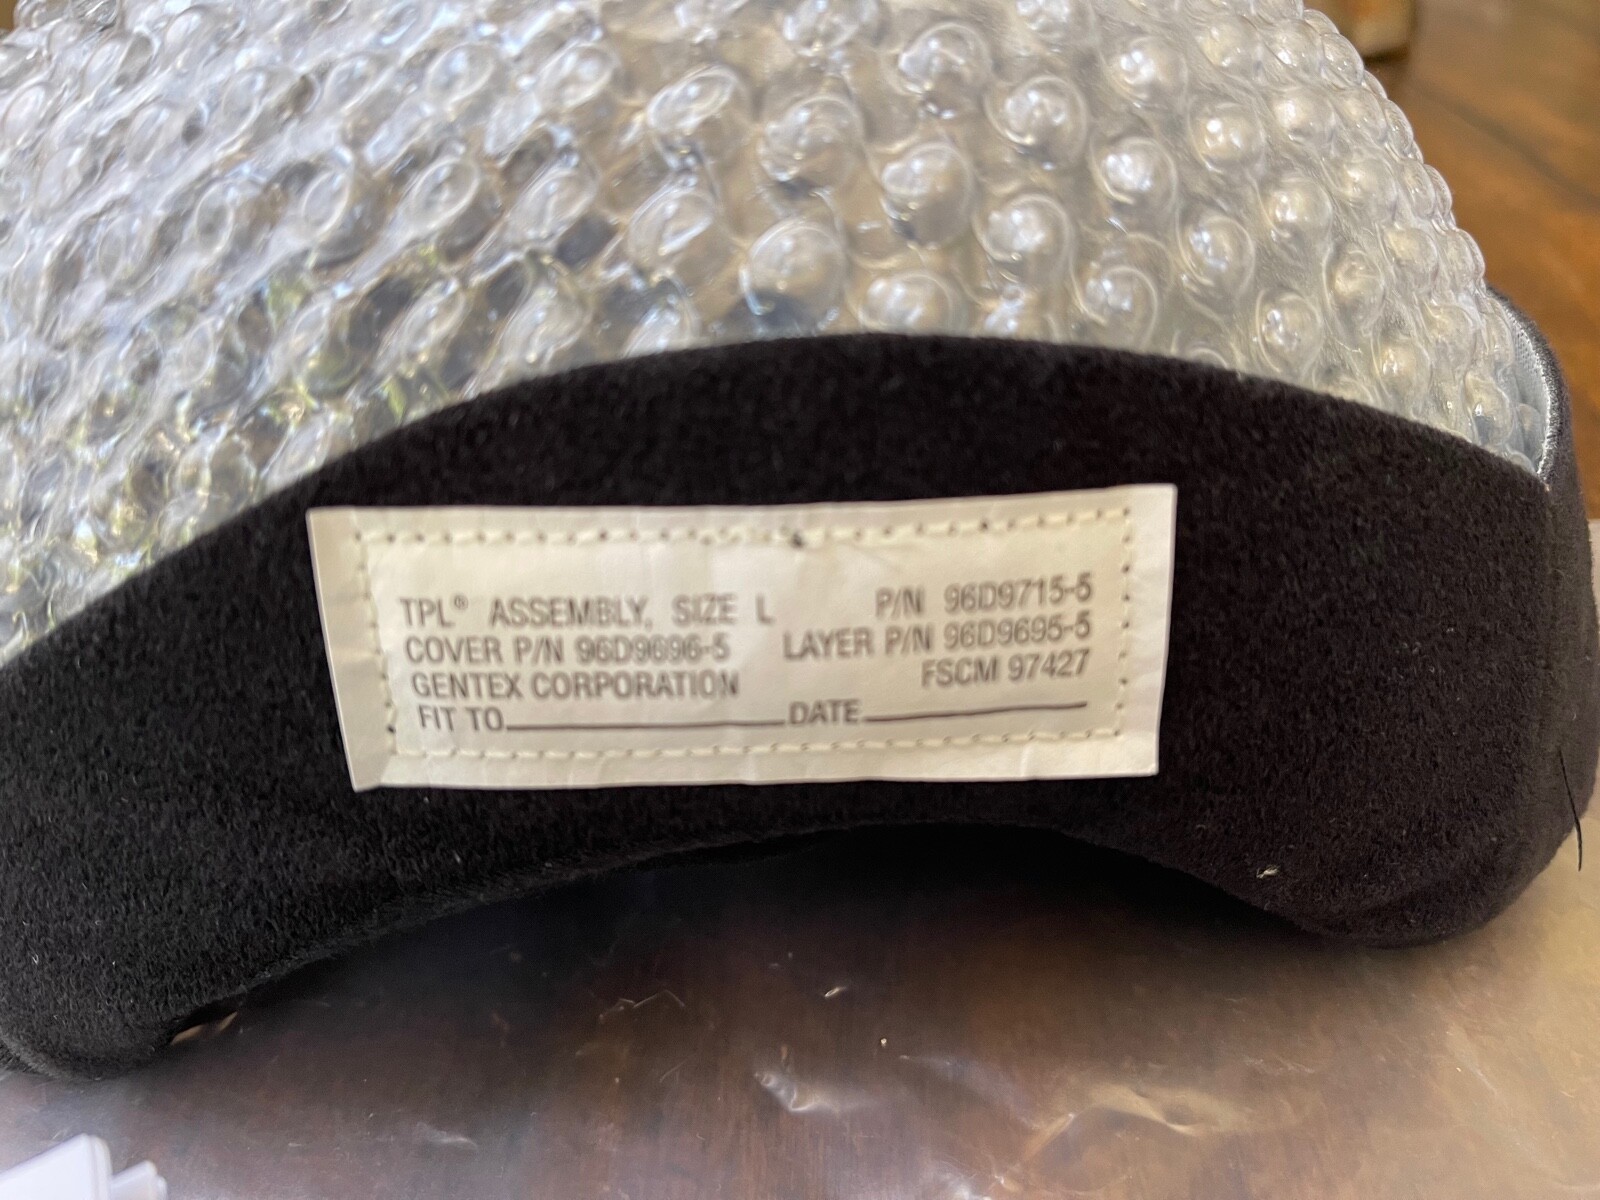 TPL® ASSEMBLY, SIZE L P/N 96D9715-5
COVER P/N 96D9696-5 LAYER P/N 96D9695-5
GENTEX CORPORATION FSCM 97427
FIT TO DATE